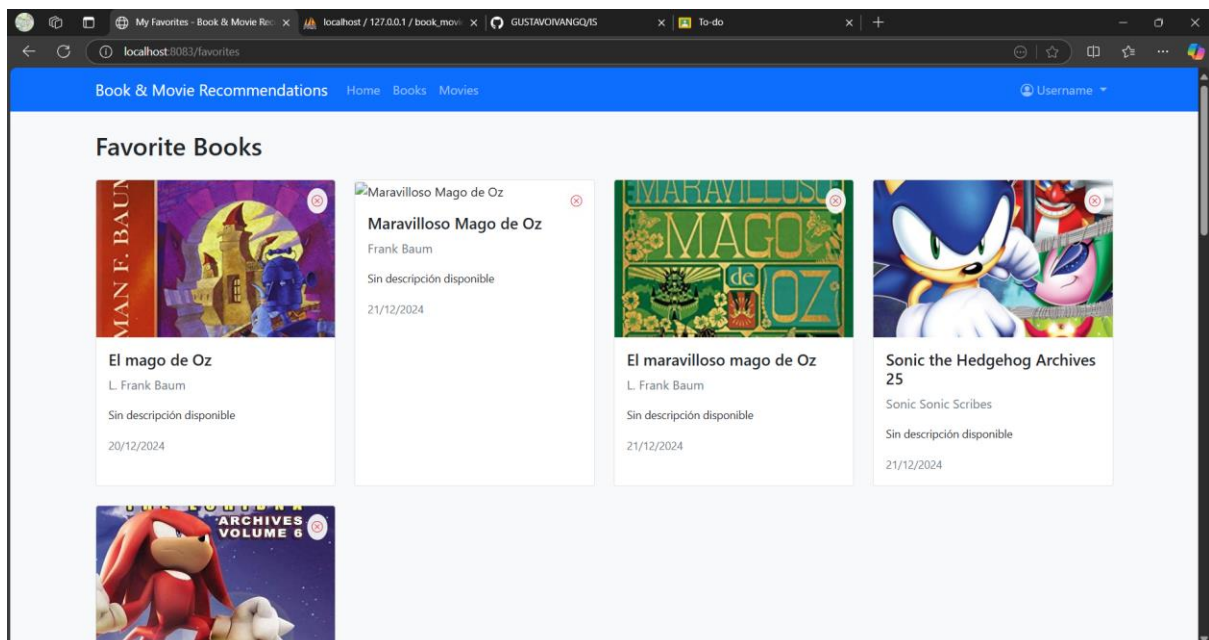 My Favorites - Book & Movie Rec
localhost / 127.0.0.1 / book_movi
GUSTAVOIVANGQ/IS
To-do
localhost:8083/favorites
Book & Movie Recommendations Home Books Movies Username
Favorite Books
MAN F. BAUM
El mago de Oz
L. Frank Baum
Sin descripción disponible
20/12/2024
Maravilloso Mago de Oz
Maravilloso Mago de Oz
Frank Baum
Sin descripción disponible
21/12/2024
MARAVILLOSO
MAGO
de
OZ
El maravilloso mago de Oz
L. Frank Baum
Sin descripción disponible
21/12/2024
Sonic the Hedgehog Archives
25
Sonic Sonic Scribes
Sin descripción disponible
21/12/2024
ARCHIVES
VOLUME 6